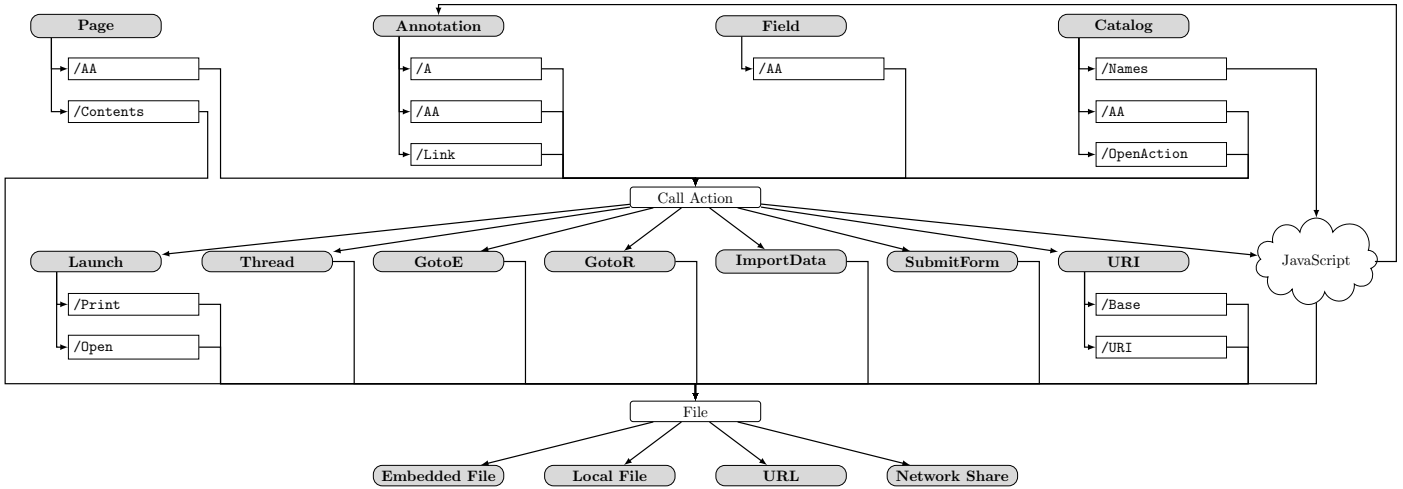 Page
Annotation
Field
Catalog
/AA
/A
/AA
/Names
/Contents
/AA
/AA
/Link
/OpenAction
Call Action
Launch
Thread
GotoE
GotoR
ImportData
SubmitForm
URI
JavaScript
/Print
/Base
/Open
/URI
File
Embedded File
Local File
URL
Network Share